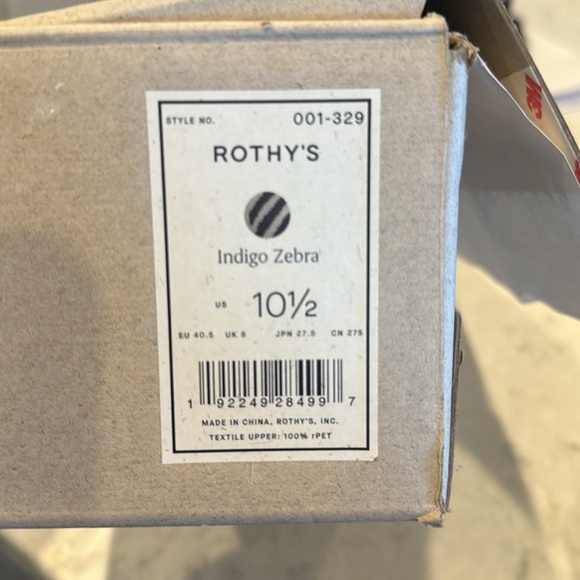 STYLE NO. 001-329
ROTHY'S
Indigo Zebra
US 10½
EU 40.5 UK 8 JPN 27.5 CN 275
1 92249 28499 7
MADE IN CHINA, ROTHY'S, INC.
TEXTILE UPPER: 100% rPET
3M